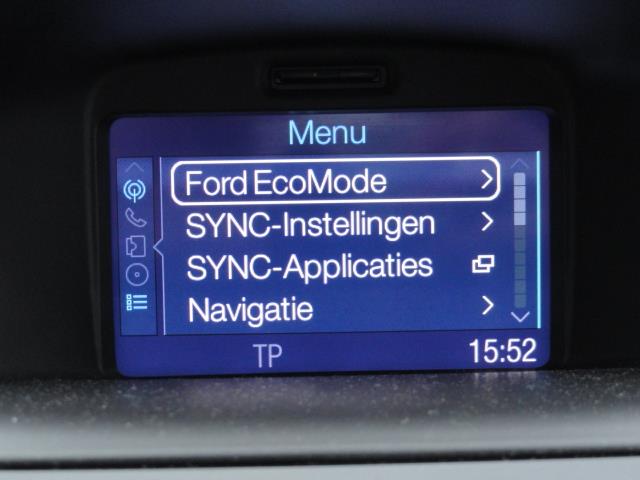 Menu
Ford EcoMode
SYNC-Instellingen
SYNC-Applicaties
Navigatie
TP 15:52